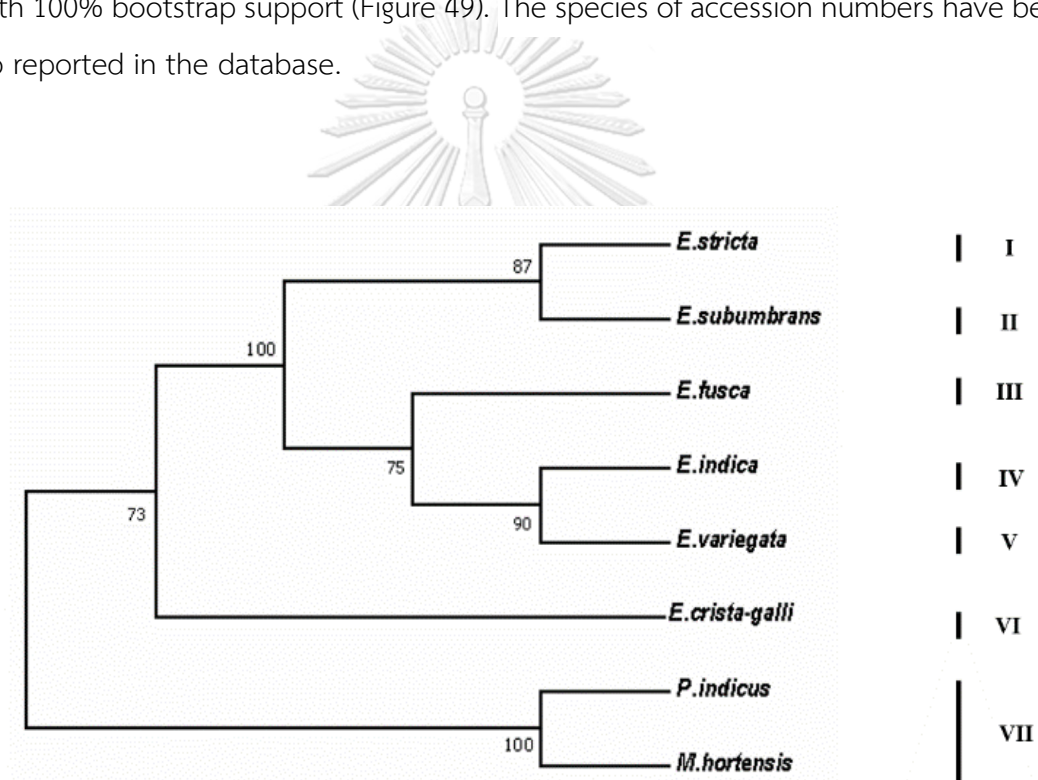 th 100% bootstrap support (Figure 49). The species of accession numbers have be
reported in the database.
E.stricta I
87
E.subumbrans II
100
E.fusca III
75
E.indica IV
90
E.variegata V
73
E.crista-galli VI
P.indicus
VII
100
M.hortensis